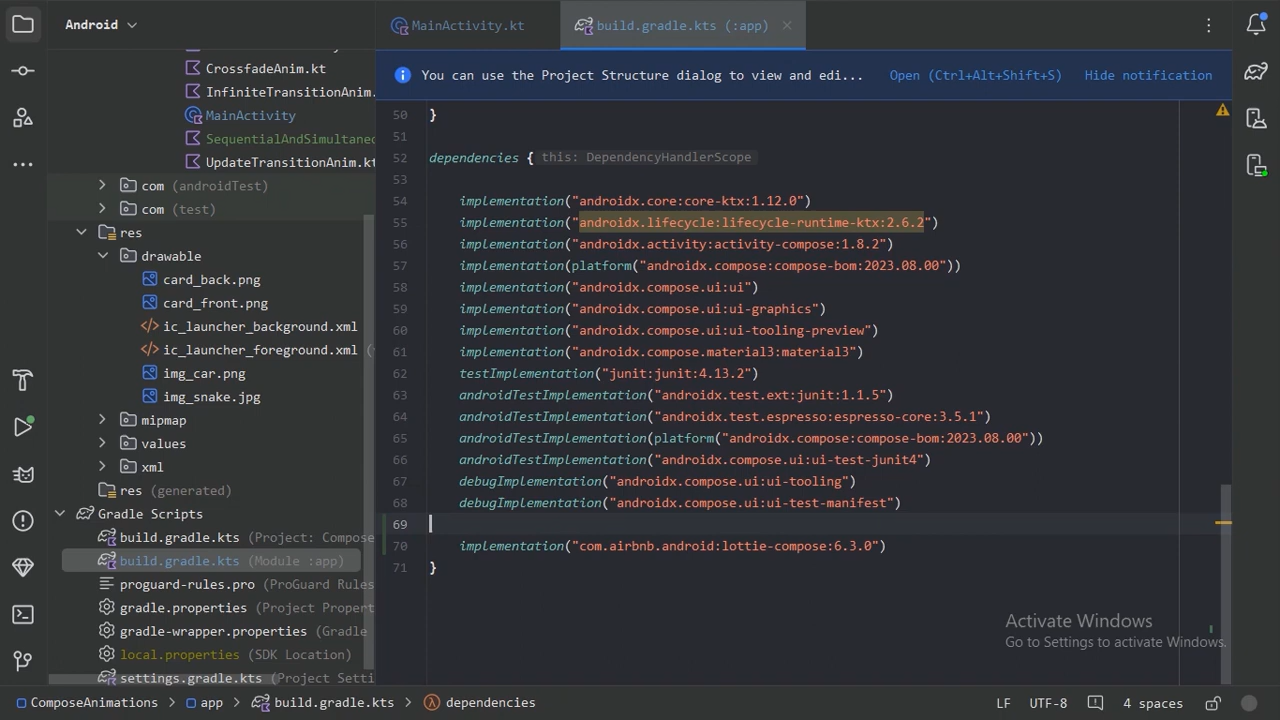 Android
MainActivity.kt
build.gradle.kts (:app)
You can use the Project Structure dialog to view and edi...
Open (Ctrl+Alt+Shift+S)
Hide notification
CrossfadeAnim.kt
InfiniteTransitionAnim.
MainActivity
SequentialAndSimultaneo
UpdateTransitionAnim.kt
com (androidTest)
com (test)
res
drawable
card_back.png
card_front.png
ic_launcher_background.xml
ic_launcher_foreground.xml
img_car.png
img_snake.jpg
mipmap
values
xml
res (generated)
Gradle Scripts
build.gradle.kts (Project: Compose
build.gradle.kts (Module :app)
proguard-rules.pro (ProGuard Rules
gradle.properties (Project Propert
gradle-wrapper.properties (Gradle
local.properties (SDK Location)
settings.gradle.kts (Project Setti
50 }
51
52 dependencies { this: DependencyHandlerScope
53
54 implementation("androidx.core:core-ktx:1.12.0")
55 implementation("androidx.lifecycle:lifecycle-runtime-ktx:2.6.2")
56 implementation("androidx.activity:activity-compose:1.8.2")
57 implementation(platform("androidx.compose:compose-bom:2023.08.00"))
58 implementation("androidx.compose.ui:ui")
59 implementation("androidx.compose.ui:ui-graphics")
60 implementation("androidx.compose.ui:ui-tooling-preview")
61 implementation("androidx.compose.material3:material3")
62 testImplementation("junit:junit:4.13.2")
63 androidTestImplementation("androidx.test.ext:junit:1.1.5")
64 androidTestImplementation("androidx.test.espresso:espresso-core:3.5.1")
65 androidTestImplementation(platform("androidx.compose:compose-bom:2023.08.00"))
66 androidTestImplementation("androidx.compose.ui:ui-test-junit4")
67 debugImplementation("androidx.compose.ui:ui-tooling")
68 debugImplementation("androidx.compose.ui:ui-test-manifest")
69
70 implementation("com.airbnb.android:lottie-compose:6.3.0")
71 }
Activate Windows
Go to Settings to activate Windows.
ComposeAnimations
app
build.gradle.kts
dependencies
LF
UTF-8
4 spaces